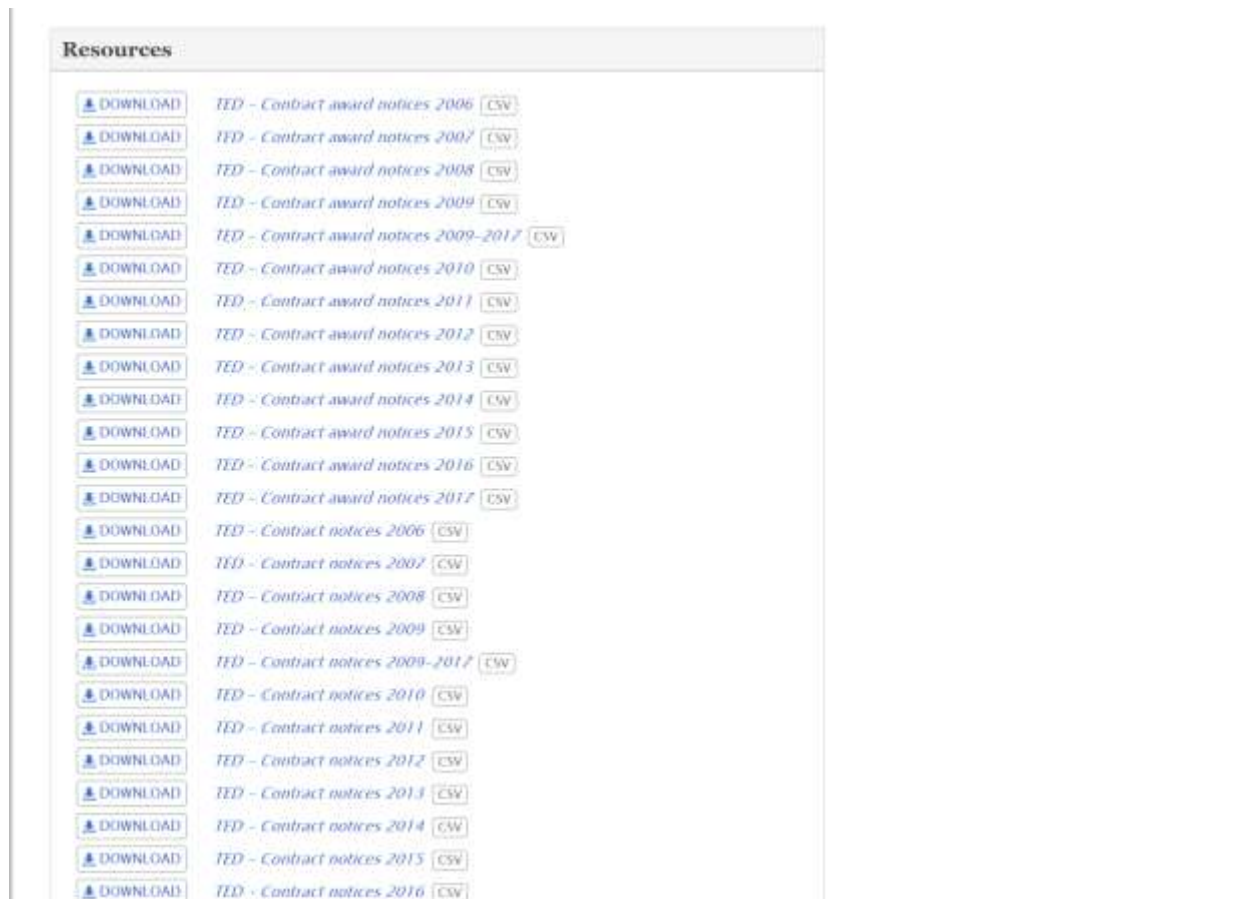 Resources
DOWNLOAD TED – Contract award notices 2006 CSV
DOWNLOAD TED – Contract award notices 2007 CSV
DOWNLOAD TED – Contract award notices 2008 CSV
DOWNLOAD TED – Contract award notices 2009 CSV
DOWNLOAD TED – Contract award notices 2009–2017 CSV
DOWNLOAD TED – Contract award notices 2010 CSV
DOWNLOAD TED – Contract award notices 2011 CSV
DOWNLOAD TED – Contract award notices 2012 CSV
DOWNLOAD TED – Contract award notices 2013 CSV
DOWNLOAD TED – Contract award notices 2014 CSV
DOWNLOAD TED – Contract award notices 2015 CSV
DOWNLOAD TED – Contract award notices 2016 CSV
DOWNLOAD TED – Contract award notices 2017 CSV
DOWNLOAD TED – Contract notices 2006 CSV
DOWNLOAD TED – Contract notices 2007 CSV
DOWNLOAD TED – Contract notices 2008 CSV
DOWNLOAD TED – Contract notices 2009 CSV
DOWNLOAD TED – Contract notices 2009–2017 CSV
DOWNLOAD TED – Contract notices 2010 CSV
DOWNLOAD TED – Contract notices 2011 CSV
DOWNLOAD TED – Contract notices 2012 CSV
DOWNLOAD TED – Contract notices 2013 CSV
DOWNLOAD TED – Contract notices 2014 CSV
DOWNLOAD TED – Contract notices 2015 CSV
DOWNLOAD TED – Contract notices 2016 CSV